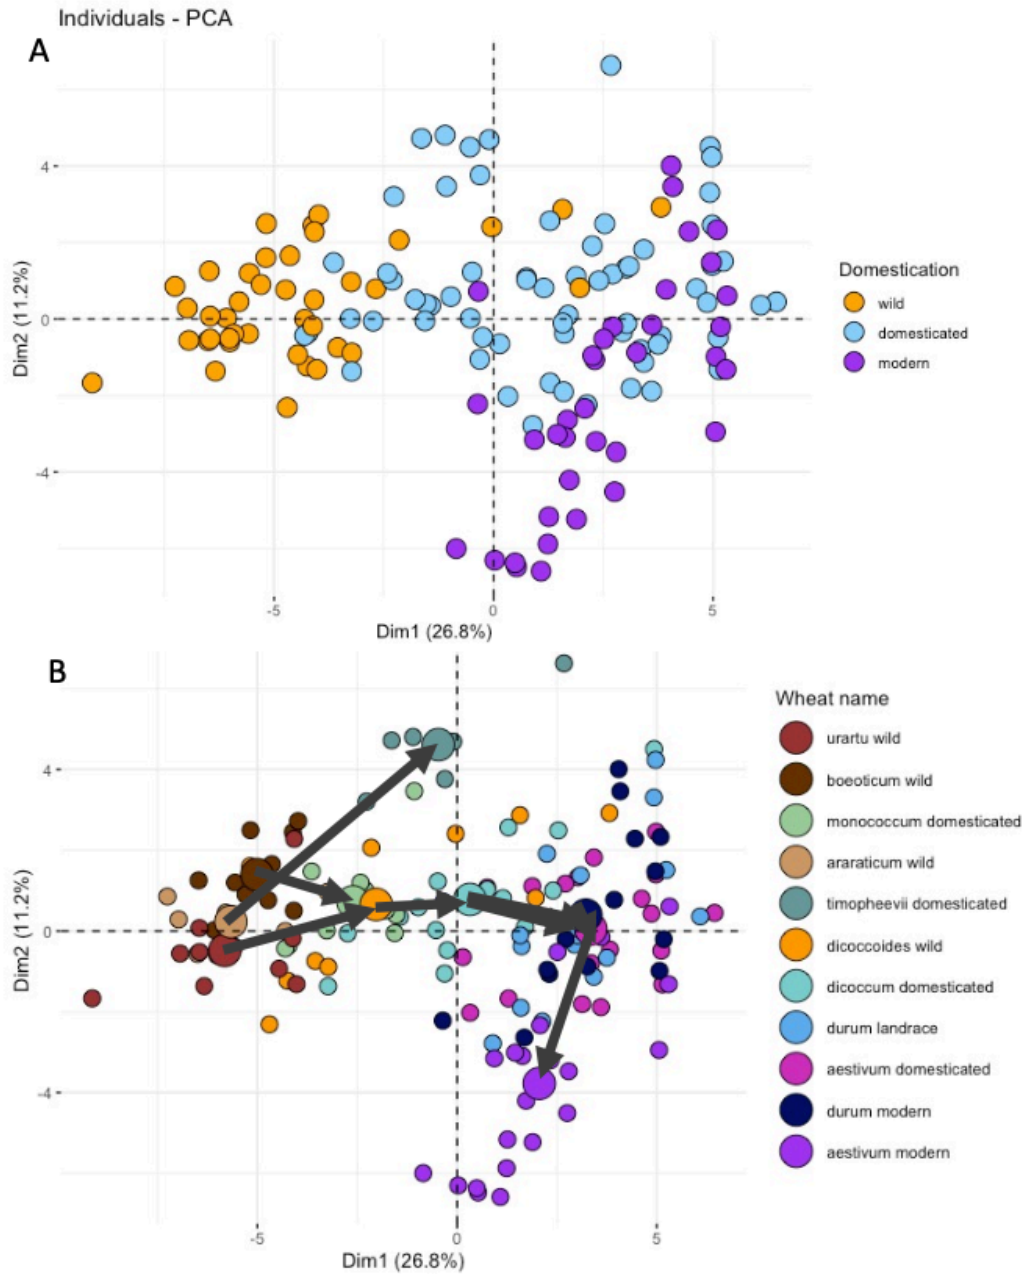 Individuals - PCA
A
4
0
-4
Dim2 (11.2%)
-5
0
5
Dim1 (26.8%)
Domestication
wild
domesticated
modern
B
4
0
-4
Dim2 (11.2%)
-5
0
5
Dim1 (26.8%)
Wheat name
urartu wild
boeoticum wild
monococcum domesticated
araraticum wild
timopheevii domesticated
dicoccoides wild
dicoccum domesticated
durum landrace
aestivum domesticated
durum modern
aestivum modern